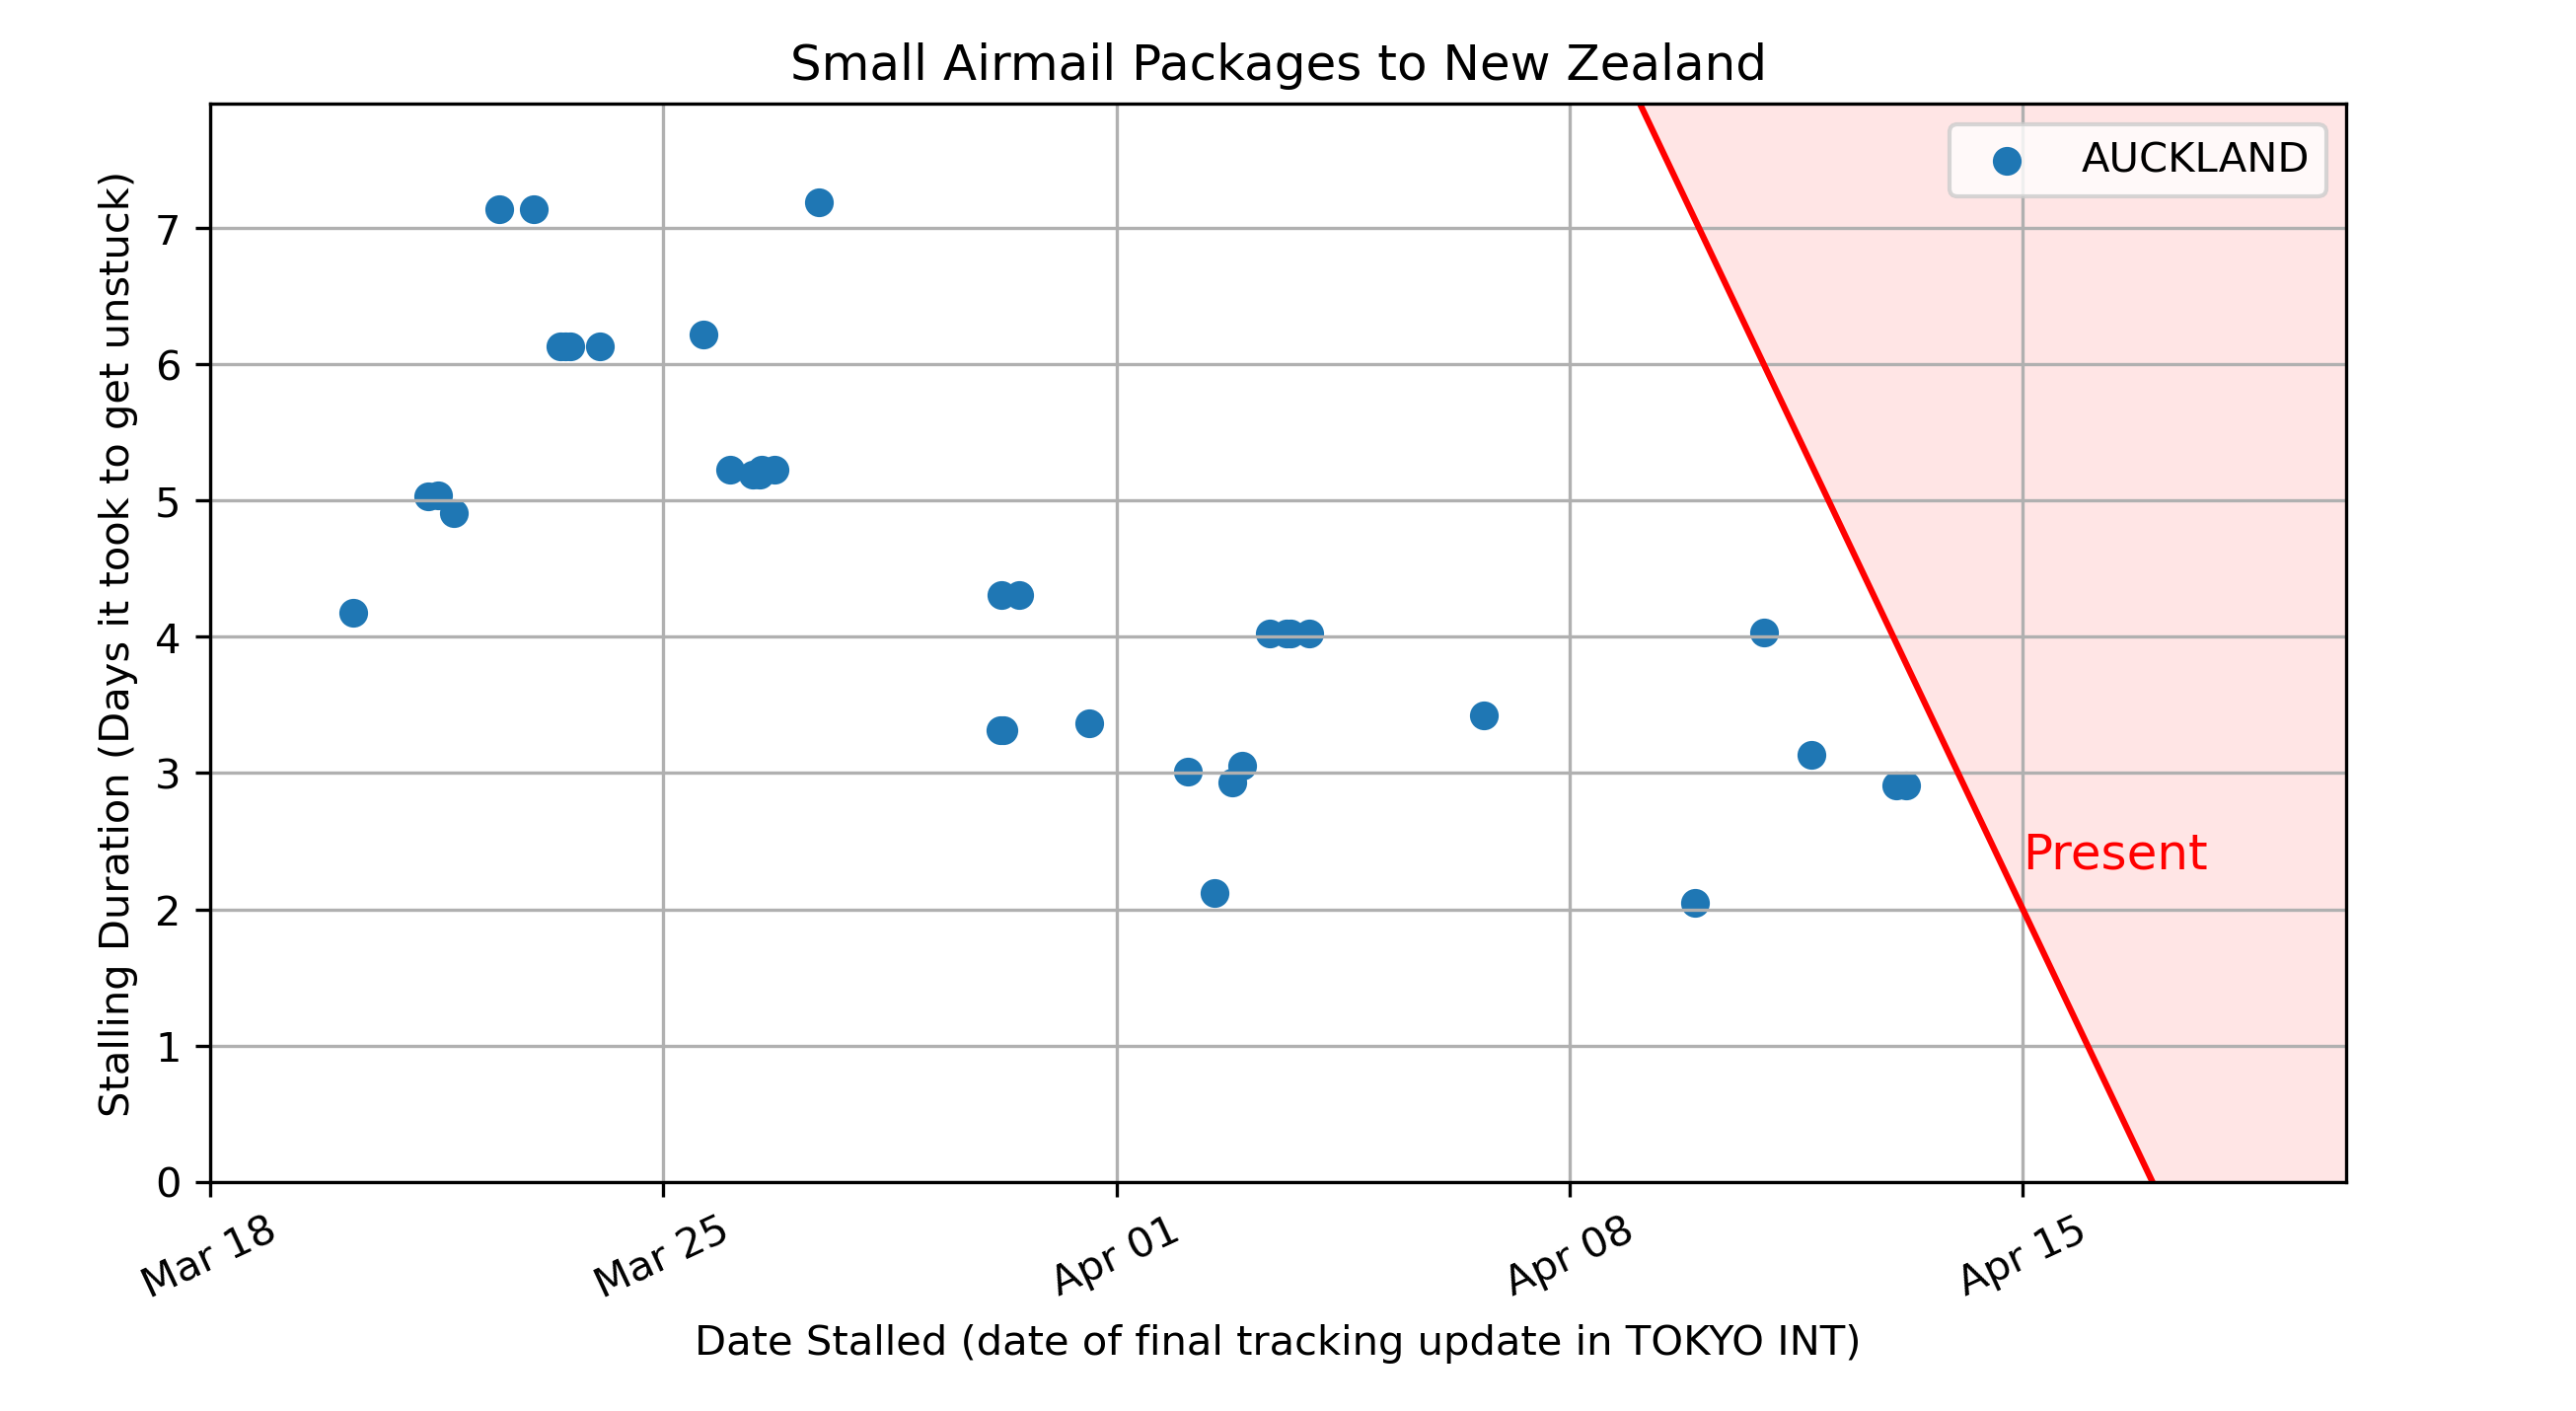 Small Airmail Packages to New Zealand
Stalling Duration (Days it took to get unstuck)
7
6
5
4
3
2
1
0
AUCKLAND
Present
Mar 18
Mar 25
Apr 01
Apr 08
Apr 15
Date Stalled (date of final tracking update in TOKYO INT)